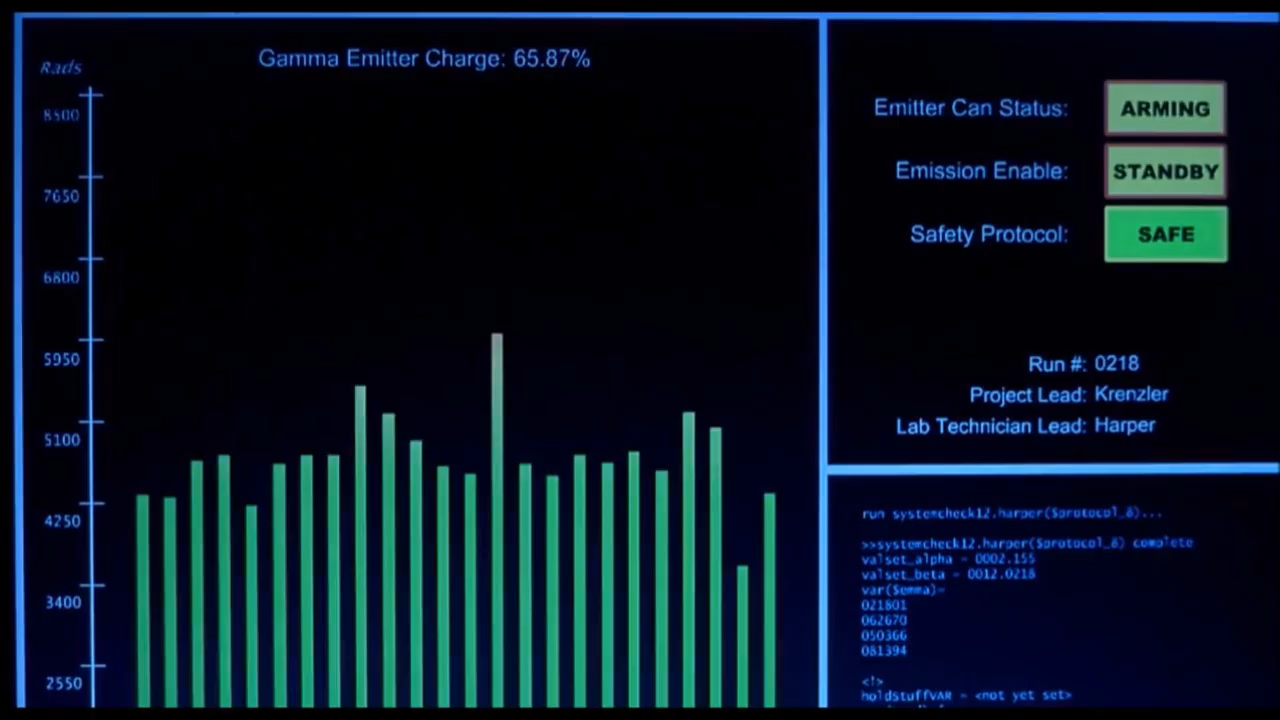 Gamma Emitter Charge: 65.87%
Rads
8500
7650
6800
5950
5100
4250
3400
2550
Emitter Can Status: ARMING
Emission Enable: STANDBY
Safety Protocol: SAFE
Run #: 0218
Project Lead: Krenzler
Lab Technician Lead: Harper
run systemcheck12.harper($protocol_8)...
>>systemcheck12.harper($protocol_8) complete
valset_alpha = 0002.155
valset_beta = 0012.0218
var($emma)=
021801
062670
050366
081394
<!>
holdstuffVAR = <not yet set>